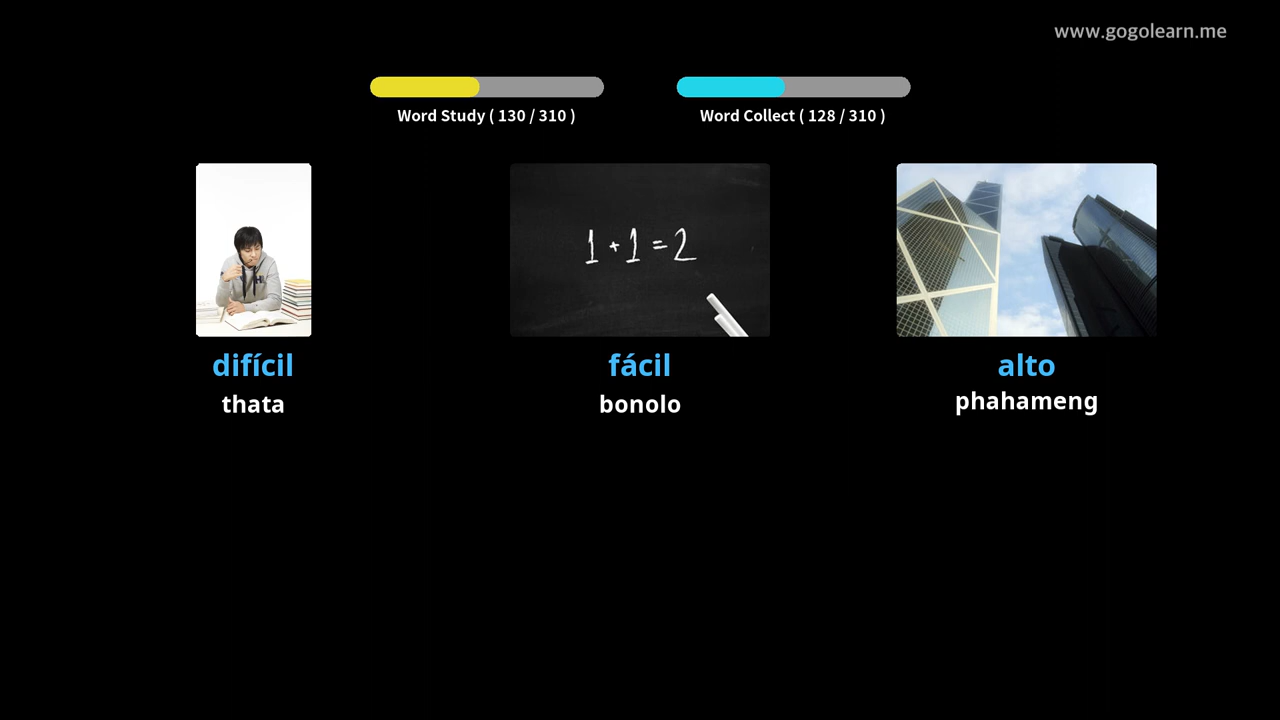 www.gogolearn.me
Word Study ( 130 / 310 )
Word Collect ( 128 / 310 )
1 + 1 = 2
difícil
fácil
alto
thata
bonolo
phahameng